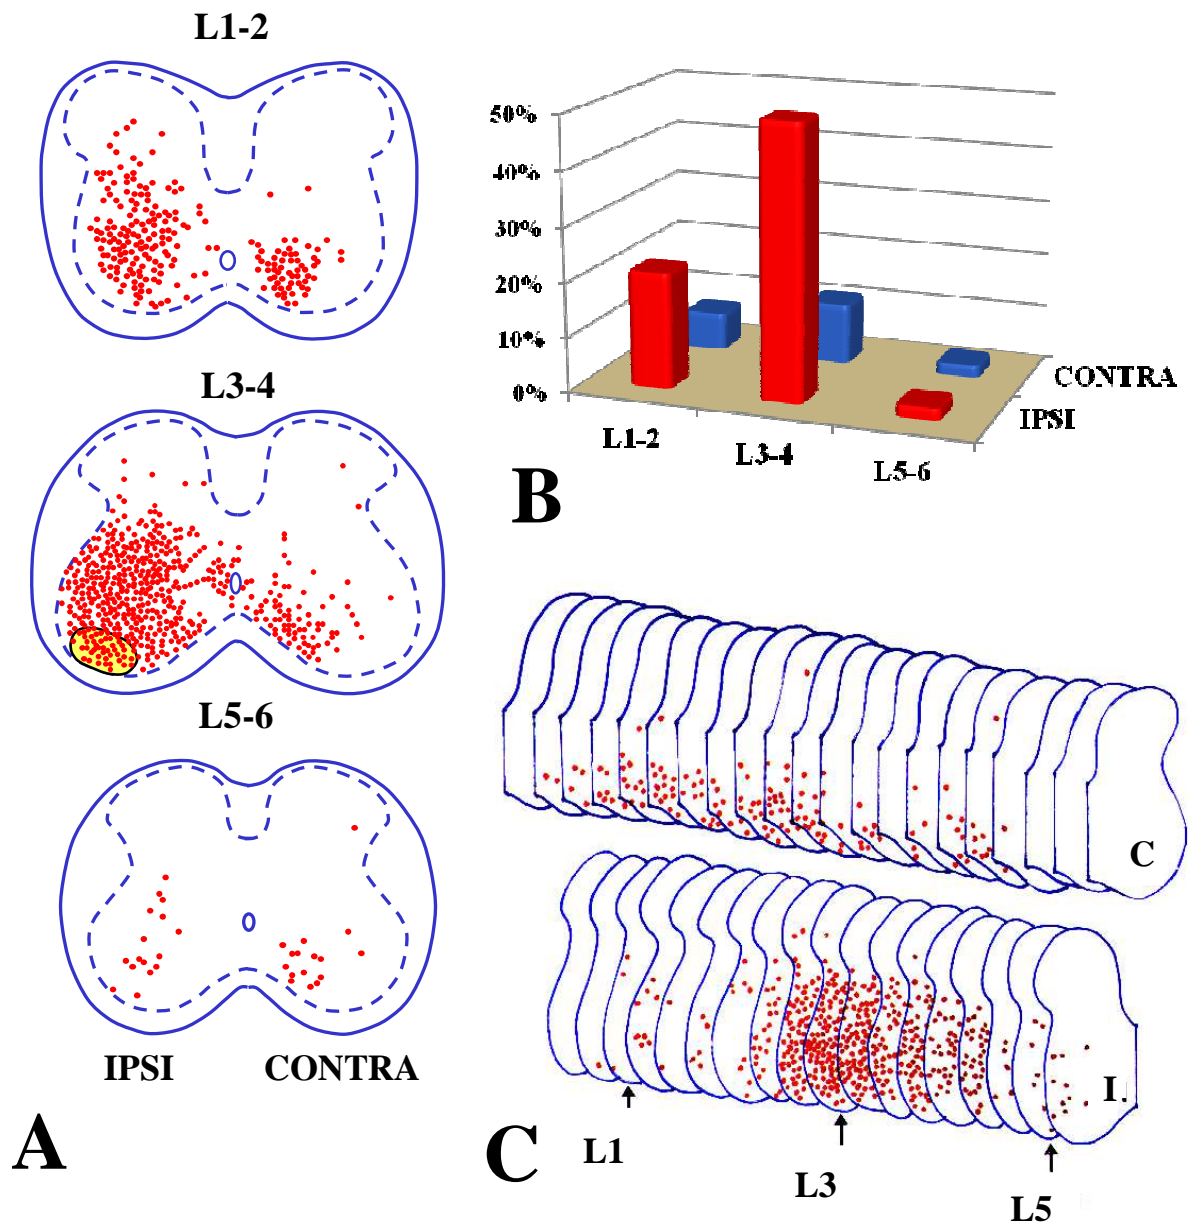 L1-2
L3-4
L5-6
IPSI CONTRA
A
50%
40%
30%
20%
10%
0%
L1-2
L3-4
L5-6
CONTRA
IPSI
B
C
I
L1
L3
L5
C